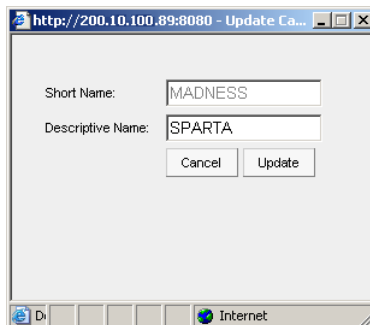 http://200.10.100.89:8080 - Update Ca...
Short Name: MADNESS
Descriptive Name: SPARTA
Cancel Update
Internet